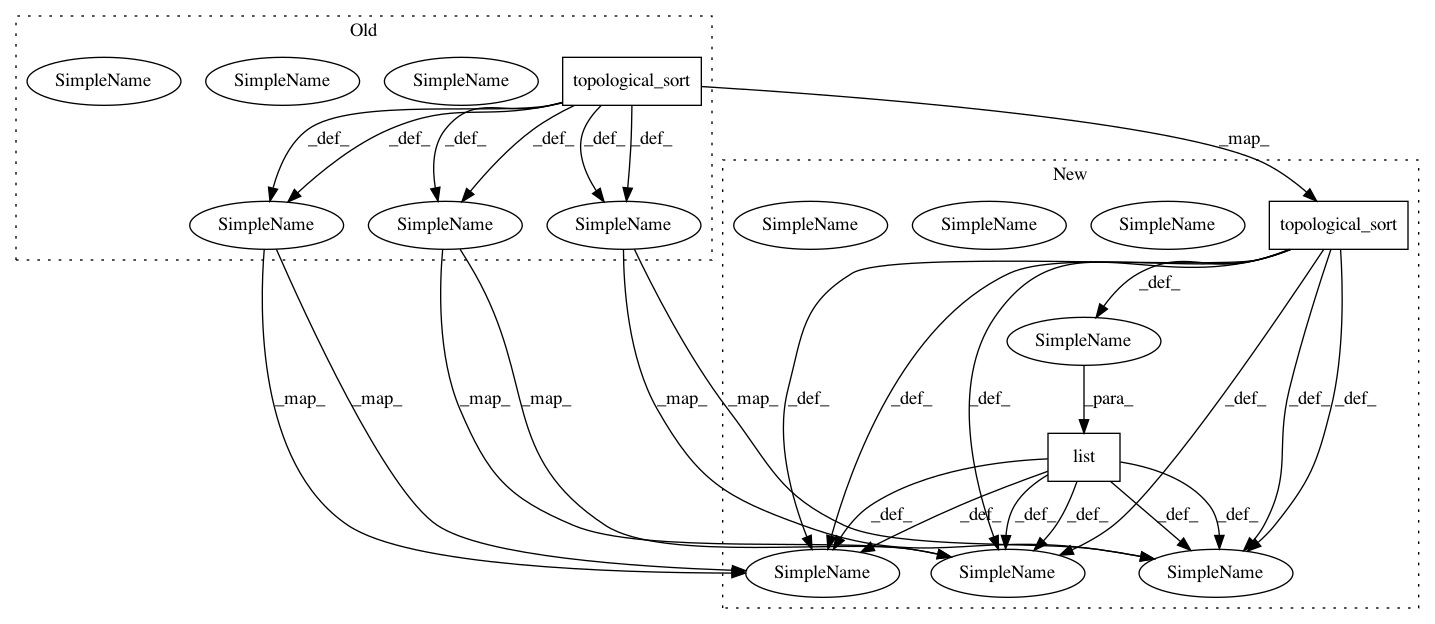 Old
SimpleName SimpleName SimpleName topological_sort
_def_ _def_ _def_ _def_ _def_ _def_ _map_
New
SimpleName SimpleName SimpleName
SimpleName SimpleName SimpleName topological_sort
_def_
SimpleName
_map_ _map_ _map_ _map_ _map_ _map_ _def_ _def_ _def_ _para_ _def_ _def_ _def_
list
_def_ _def_ _def_ _def_ _def_ _def_
SimpleName SimpleName SimpleName